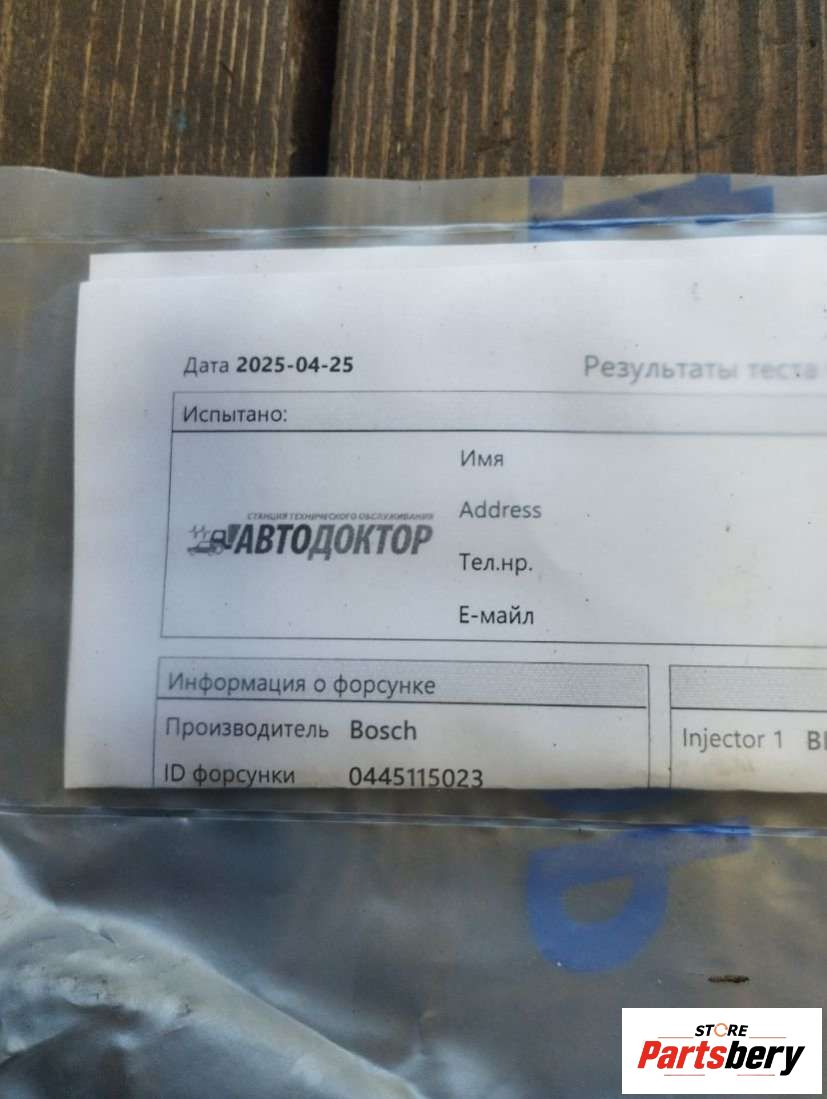 Дата 2025-04-25
Результаты теста
Испытано:
Имя
СТАНЦИЯ ТЕХНИЧЕСКОГО ОБСЛУЖИВАНИЯ
АВТОДОКТОР
Address
Тел.нр.
Е-майл
Информация о форсунке
Производитель Bosch
Injector 1
ID форсунки 0445115023
STORE
Partsbery